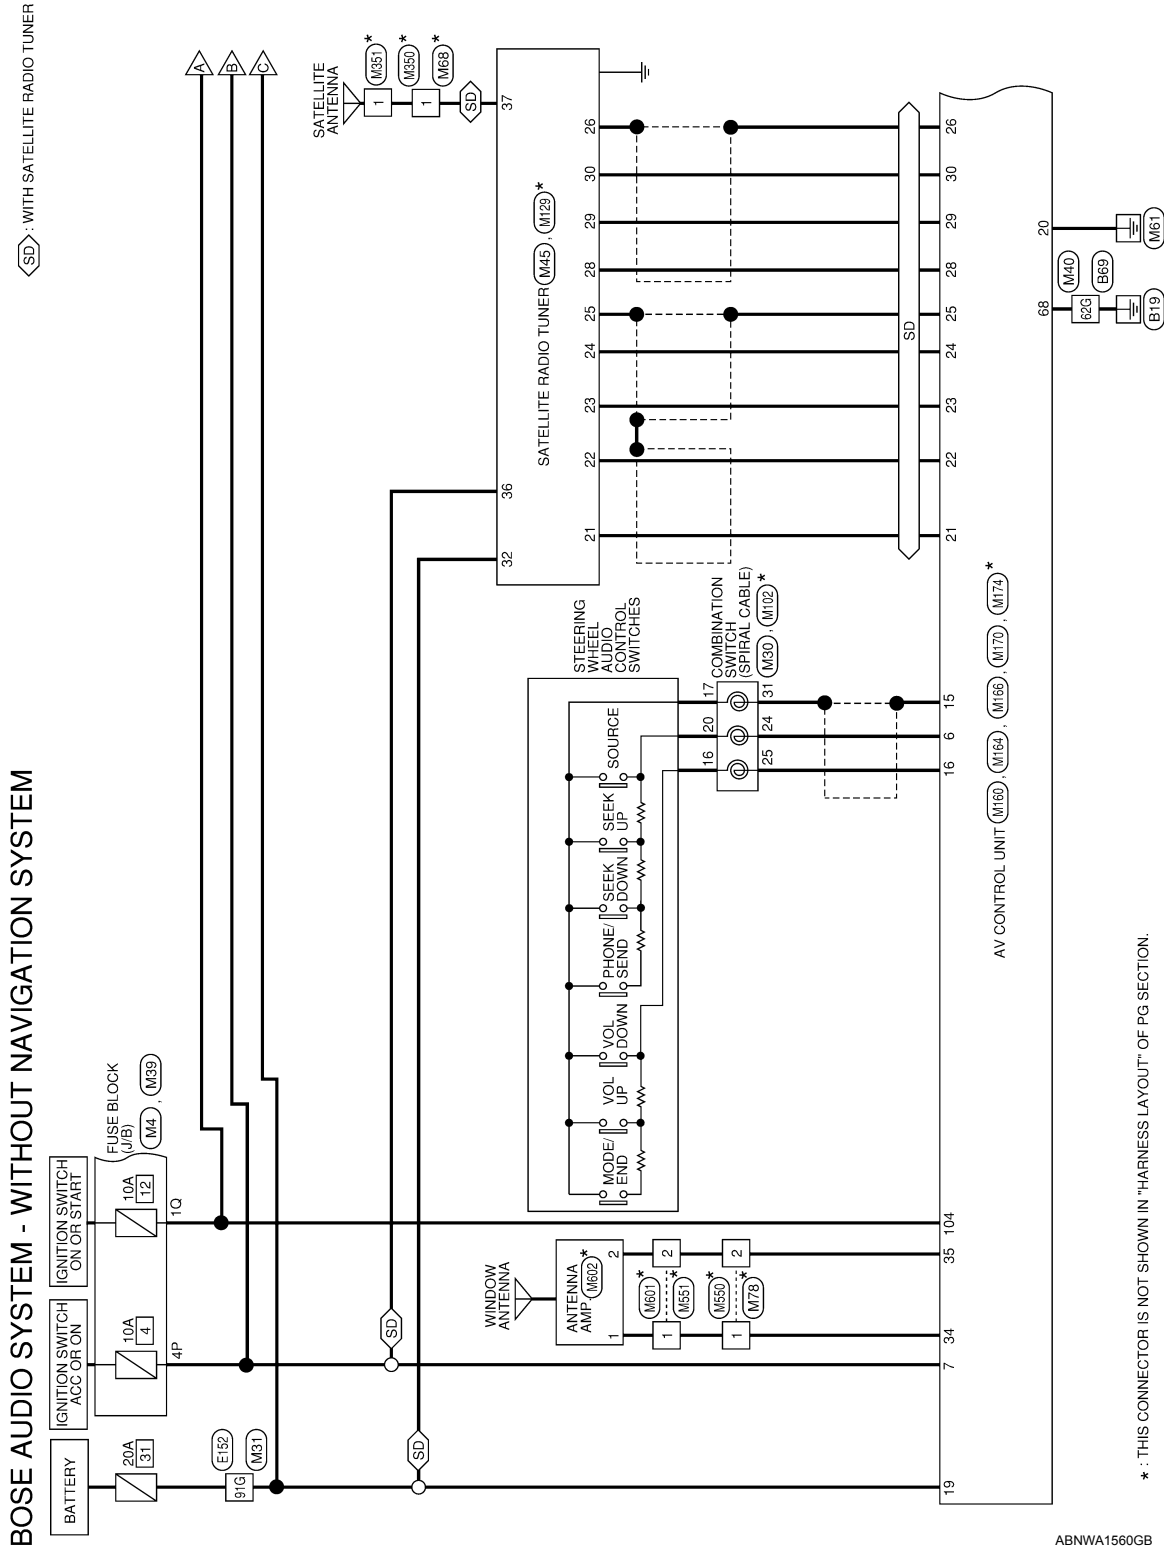 BOSE AUDIO SYSTEM - WITHOUT NAVIGATION SYSTEM
SD : WITH SATELLITE RADIO TUNER
BATTERY
IGNITION SWITCH
ACC OR ON
IGNITION SWITCH
ON OR START
20A
31
10A
4
10A
12
FUSE BLOCK
(J/B)
M4 , M39
4P
1Q
E152
91G
M31
A
B
C
SD
SD
SATELLITE
ANTENNA
1
M351 *
1
M350 *
M68 *
SD
WINDOW
ANTENNA
ANTENNA
AMP. M602 *
1
2
1
2
M601 *
M551 *
1
2
M550 *
M78 *
STEERING
WHEEL
AUDIO
CONTROL
SWITCHES
MODE/
END
VOL
UP
VOL
DOWN
PHONE/
SEND
SEEK
DOWN
SEEK
UP
SOURCE
16
20
17
COMBINATION
SWITCH
(SPIRAL CABLE)
M30 , M102 *
25
24
31
32
36
37
SATELLITE RADIO TUNER M45 , M129 *
21
22
23
24
25
28
29
30
26
SD
19
7
34
35
104
16
6
15
21
22
23
24
25
28
29
30
26
AV CONTROL UNIT M160 , M164 , M166 , M170 , M174 *
68
20
62G
M40
B69
B19
M61
* : THIS CONNECTOR IS NOT SHOWN IN "HARNESS LAYOUT" OF PG SECTION.
ABNWA1560GB